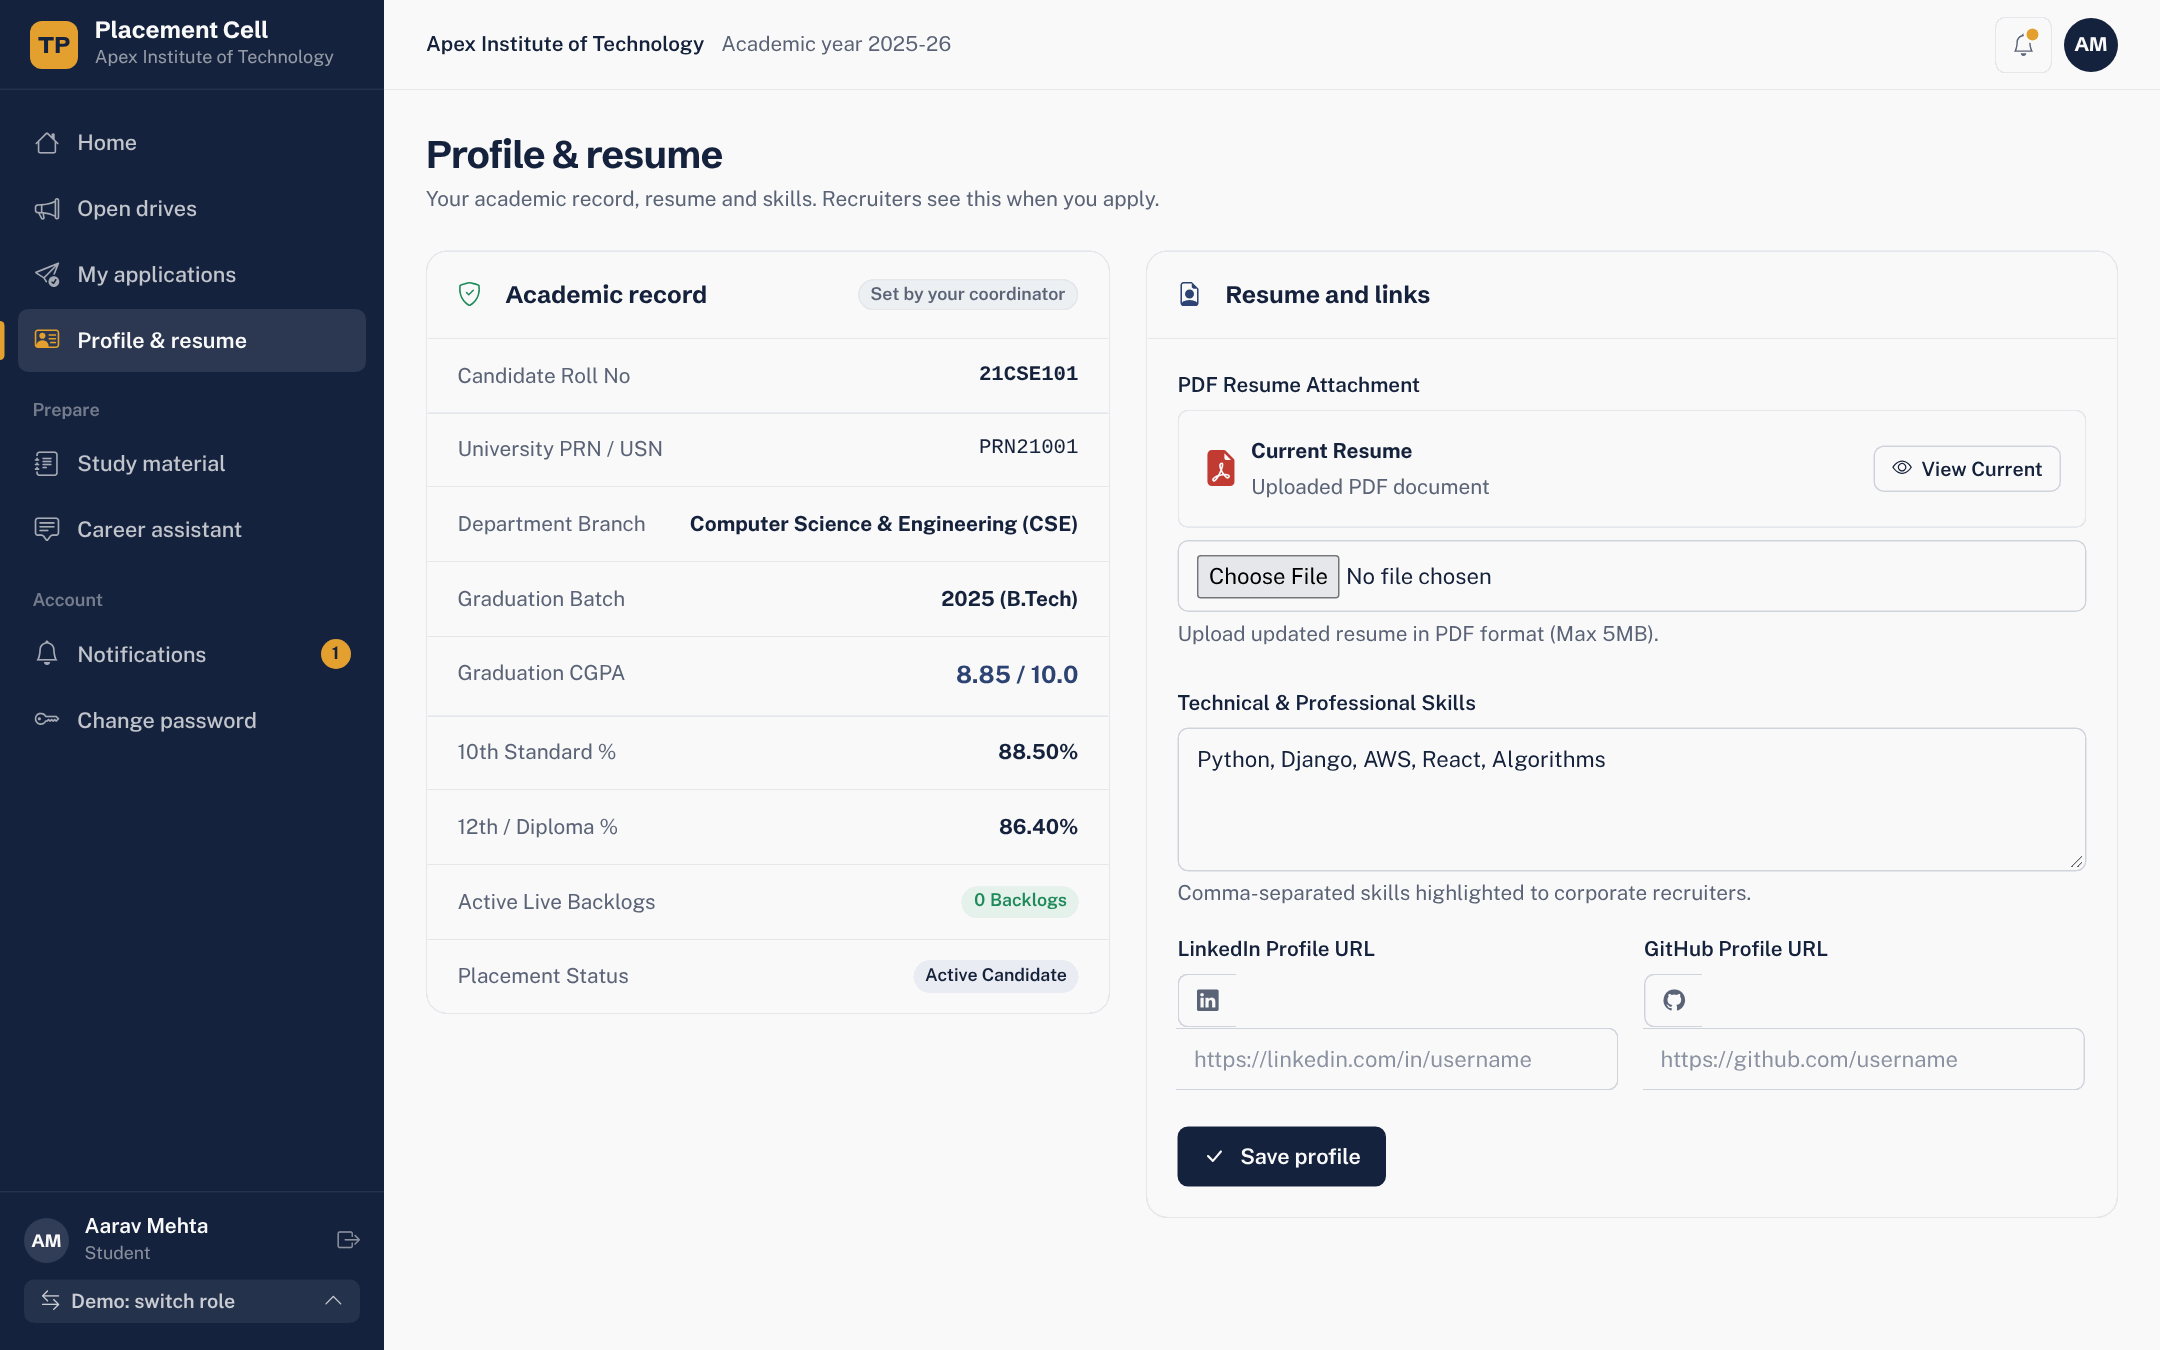 TP
Placement Cell
Apex Institute of Technology
Home
Open drives
My applications
Profile & resume
Prepare
Study material
Career assistant
Account
Notifications 1
Change password
AM
Aarav Mehta
Student
Demo: switch role
Apex Institute of Technology Academic year 2025-26
AM
Profile & resume
Your academic record, resume and skills. Recruiters see this when you apply.
Academic record Set by your coordinator
Candidate Roll No 21CSE101
University PRN / USN PRN21001
Department Branch Computer Science & Engineering (CSE)
Graduation Batch 2025 (B.Tech)
Graduation CGPA 8.85 / 10.0
10th Standard % 88.50%
12th / Diploma % 86.40%
Active Live Backlogs 0 Backlogs
Placement Status Active Candidate
Resume and links
PDF Resume Attachment
Current Resume
Uploaded PDF document
View Current
Choose File No file chosen
Upload updated resume in PDF format (Max 5MB).
Technical & Professional Skills
Python, Django, AWS, React, Algorithms
Comma-separated skills highlighted to corporate recruiters.
LinkedIn Profile URL
https://linkedin.com/in/username
GitHub Profile URL
https://github.com/username
Save profile